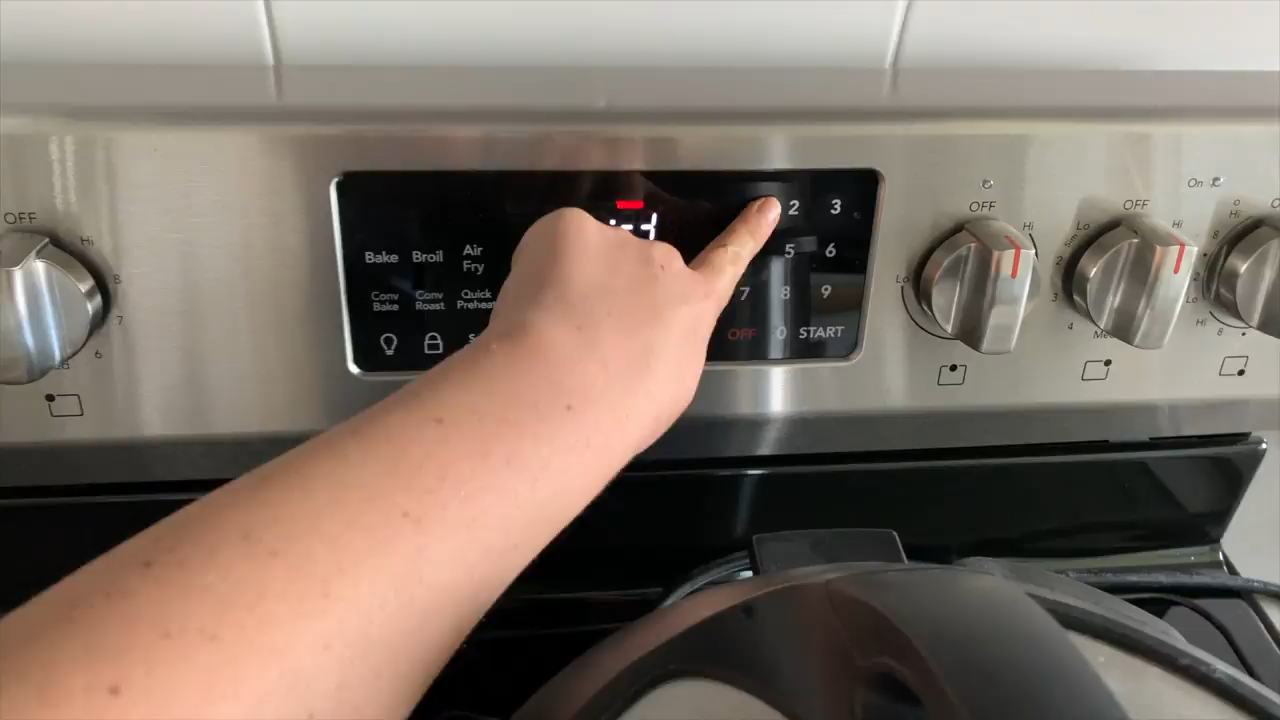 OFF
Hi
8
7
6
Bake Broil Air Fry
Conv Bake Conv Roast Quick Preheat
2 3
5 6
7 8 9
OFF 0 START
OFF
Hi
Lo
OFF
Hi
Lo
2
3
4
On
Hi
8
2
Lo
Hi
8